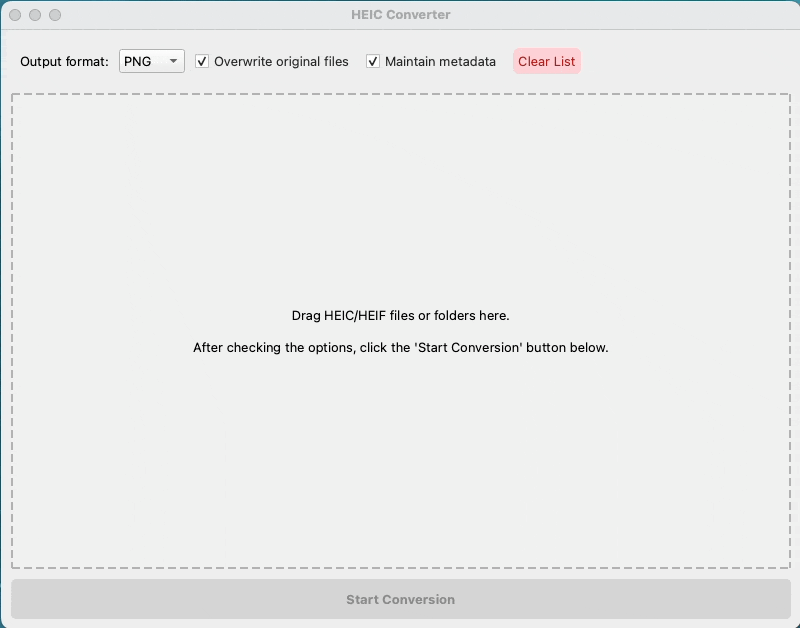 HEIC Converter
Output format: PNG Overwrite original files Maintain metadata Clear List
Drag HEIC/HEIF files or folders here.
After checking the options, click the 'Start Conversion' button below.
Start Conversion